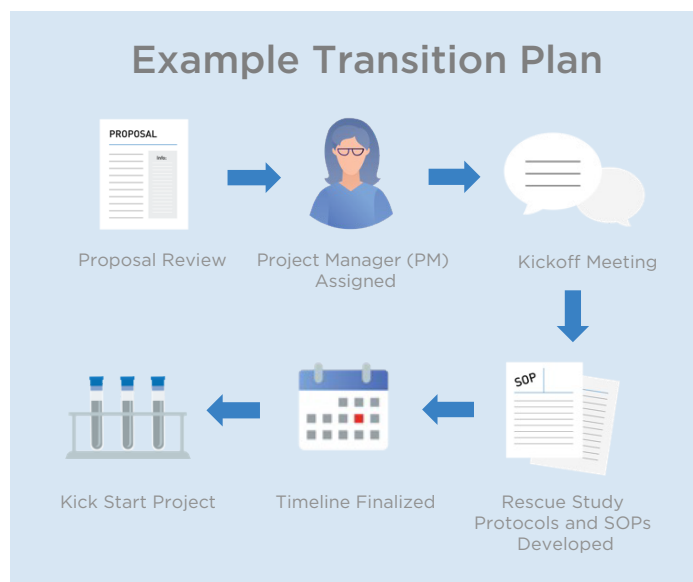 Example Transition Plan
PROPOSAL
Info.
Proposal Review
Project Manager (PM)
Assigned
Kickoff Meeting
SOP
Kick Start Project
Timeline Finalized
Rescue Study
Protocols and SOPs
Developed